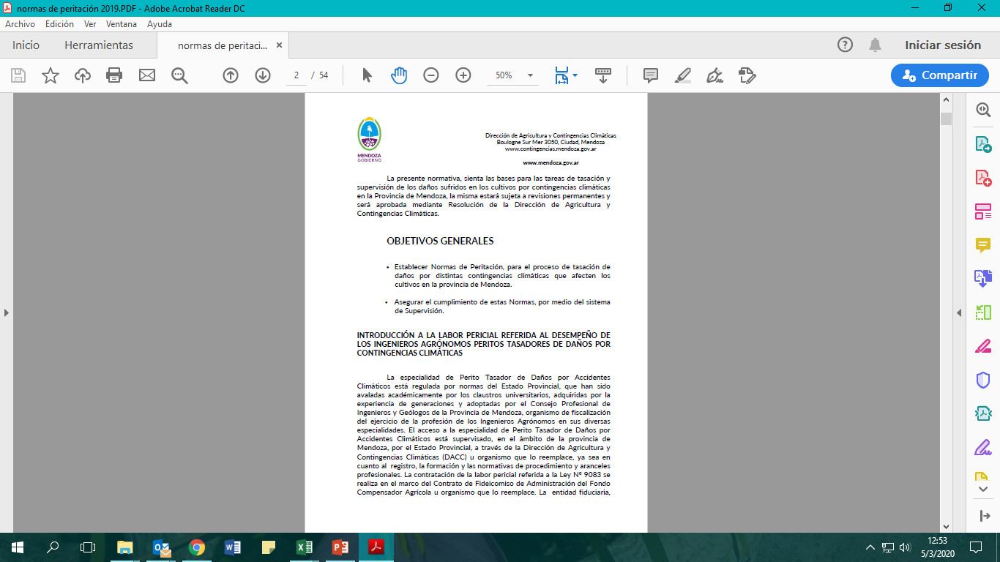 normas de peritación 2019.PDF - Adobe Acrobat Reader DC
Archivo Edición Ver Ventana Ayuda
Inicio Herramientas normas de peritaci... × Iniciar sesión
2 / 54 50% Compartir
MENDOZA
GOBIERNO
Dirección de Agricultura y Contingencias Climáticas
Boulogne Sur Mer 3050, Ciudad, Mendoza
www.contingencias.mendoza.gov.ar
www.mendoza.gov.ar
La presente normativa, sienta las bases para las tareas de tasación y
supervisión de los daños sufridos en los cultivos por contingencias climáticas
en la Provincia de Mendoza, la misma estará sujeta a revisiones permanentes y
será aprobada mediante Resolución de la Dirección de Agricultura y
Contingencias Climáticas.
OBJETIVOS GENERALES
• Establecer Normas de Peritación, para el proceso de tasación de
daños por distintas contingencias climáticas que afecten los
cultivos en la provincia de Mendoza.
• Asegurar el cumplimiento de estas Normas, por medio del sistema
de Supervisión.
INTRODUCCIÓN A LA LABOR PERICIAL REFERIDA AL DESEMPEÑO DE
LOS INGENIEROS AGRÓNOMOS PERITOS TASADORES DE DAÑOS POR
CONTINGENCIAS CLIMÁTICAS
La especialidad de Perito Tasador de Daños por Accidentes
Climáticos está regulada por normas del Estado Provincial, que han sido
avaladas académicamente por los claustros universitarios, adquiridas por la
experiencia de generaciones y adoptadas por el Consejo Profesional de
Ingenieros y Geólogos de la Provincia de Mendoza, organismo de fiscalización
del ejercicio de la profesión de los Ingenieros Agrónomos en sus diversas
especialidades. El acceso a la especialidad de Perito Tasador de Daños por
Accidentes Climáticos está supervisado, en el ámbito de la provincia de
Mendoza, por el Estado Provincial, a través de la Dirección de Agricultura y
Contingencias Climáticas (DACC) u organismo que lo reemplace, ya sea en
cuanto al registro, la formación y las normativas de procedimiento y aranceles
profesionales. La contratación de la labor pericial referida a la Ley Nº 9083 se
realiza en el marco del Contrato de Fideicomiso de Administración del Fondo
Compensador Agrícola u organismo que lo reemplace. La entidad fiduciaria,
12:53
5/3/2020